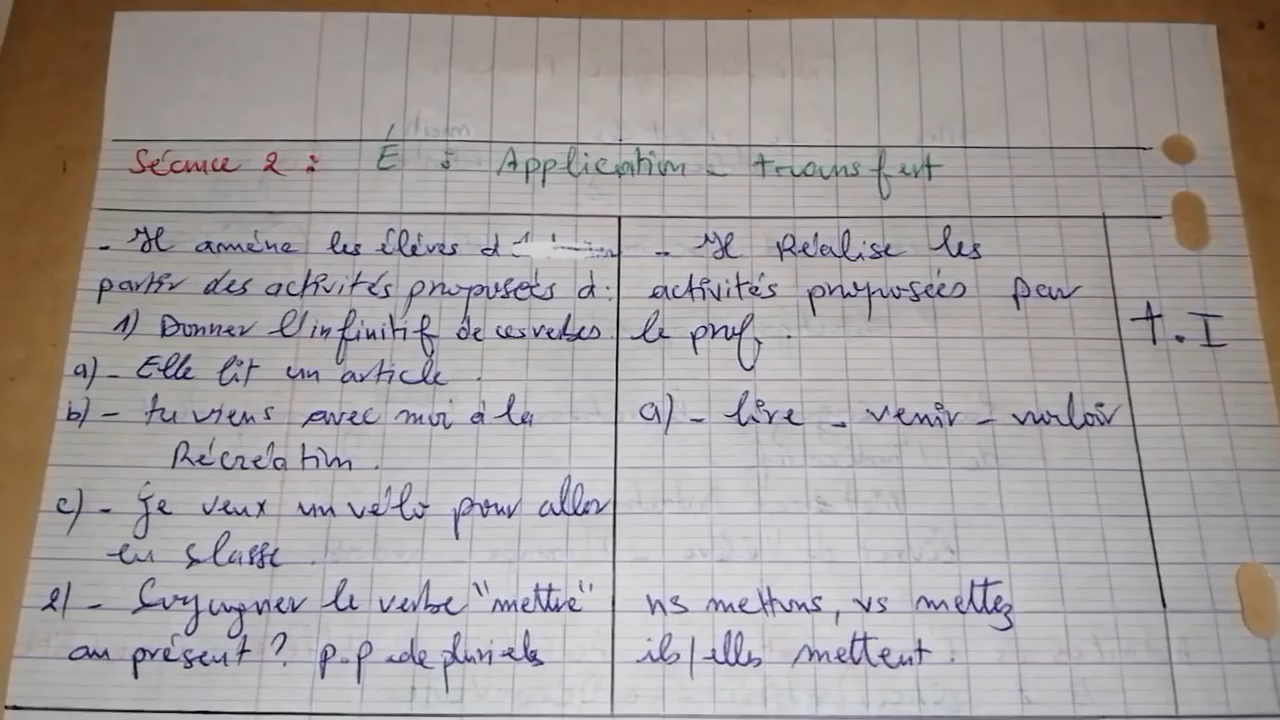 Séance 2 : É : Application - transfert
- Il amène les élèves
partir des activités proposées d:
1) Donner l'infinitif de ces verbes.
a) - Elle lit un article.
b) - tu viens avec moi à la
Récréation.
c) - je veux un vélo pour aller
en slasse
2) - Conjuguer le verbe "mettre"
au présent ? p.p de pluriels
- Il Réalise les
activités proposées par
le prof.
a) - lire - venir - vouloir
ns mettons, vs mettez
ils/elles mettent.
t.I